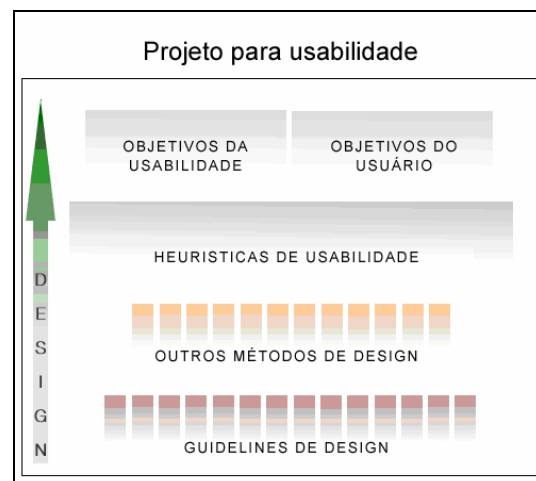 Projeto para usabilidade
OBJETIVOS DA
USABILIDADE
OBJETIVOS DO
USUÁRIO
HEURISTICAS DE USABILIDADE
OUTROS MÉTODOS DE DESIGN
GUIDELINES DE DESIGN
D
E
S
I
G
N